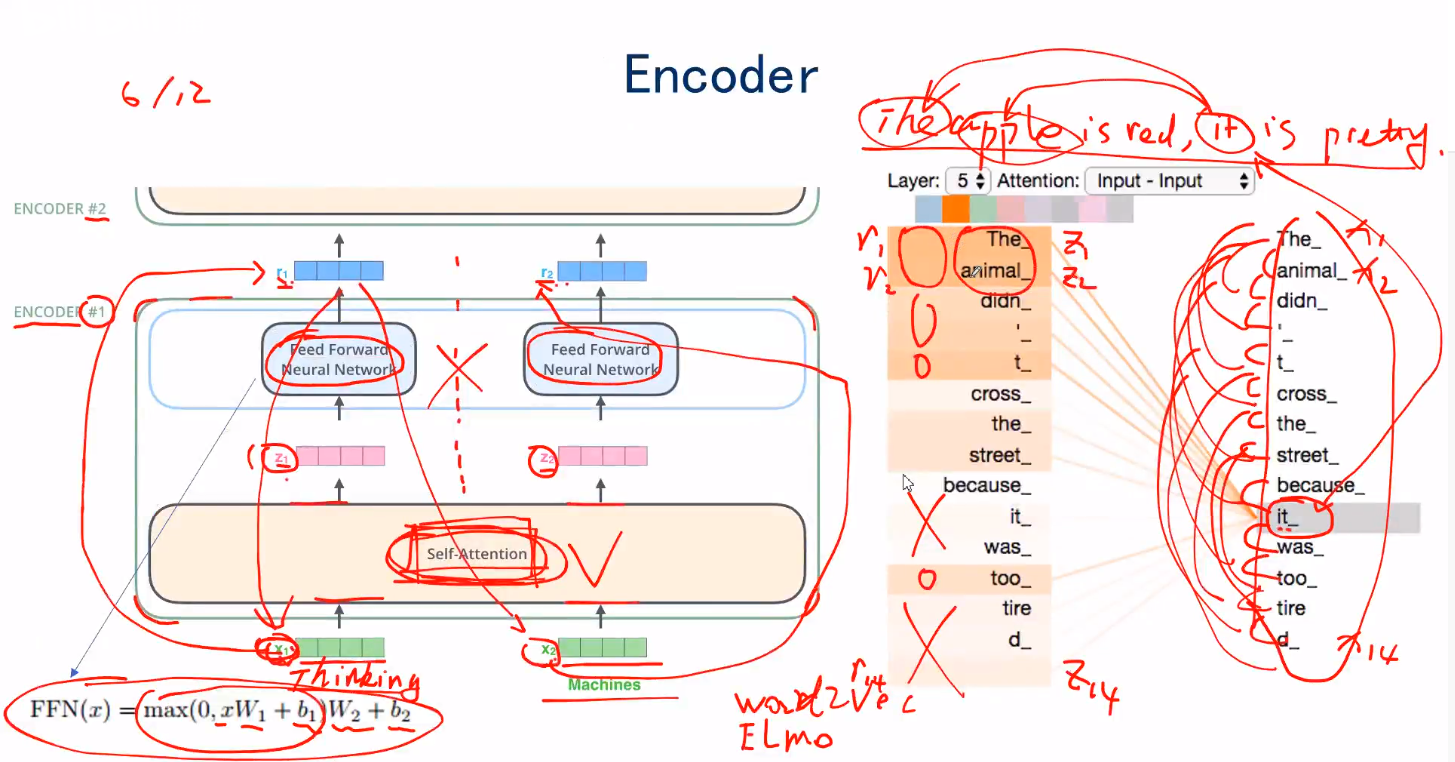 Encoder
6/12
The apple is red, it is pretty.
Layer: 5 Attention: Input - Input
ENCODER #2
r1
r2
ENCODER #1
Feed Forward
Neural Network
Feed Forward
Neural Network
z1
z2
Self-Attention
x1
x2
Thinking
Machines
FFN(x) = max(0, xW1 + b1)W2 + b2
word2Vec
ELmo
r1
r2
r14
The_
animal_
didn_
'_
t_
cross_
the_
street_
because_
it_
was_
too_
tire
d_
z1
z2
z14
The_
animal_
didn_
'_
t_
cross_
the_
street_
because_
it_
was_
too_
tire
d_
x1
x2
x14